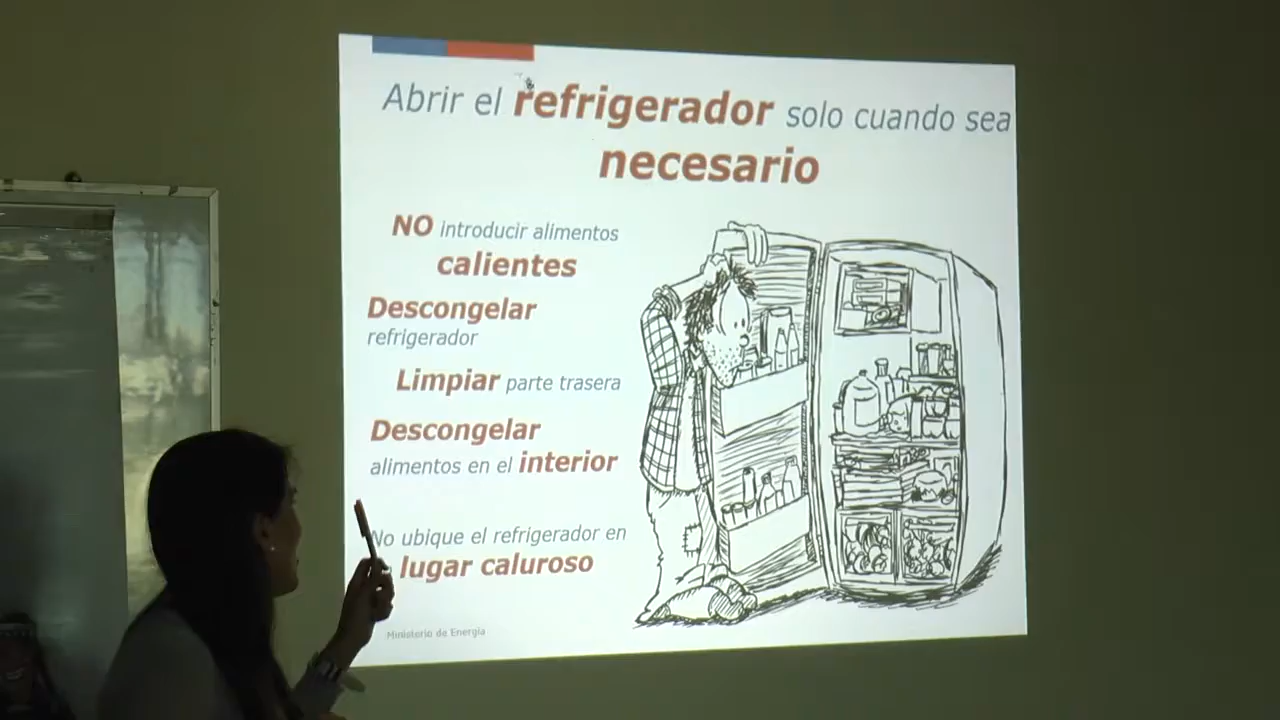 Abrir el refrigerador solo cuando sea
necesario
NO introducir alimentos
calientes
Descongelar
refrigerador
Limpiar parte trasera
Descongelar
alimentos en el interior
No ubique el refrigerador en
lugar caluroso
Ministerio de Energía